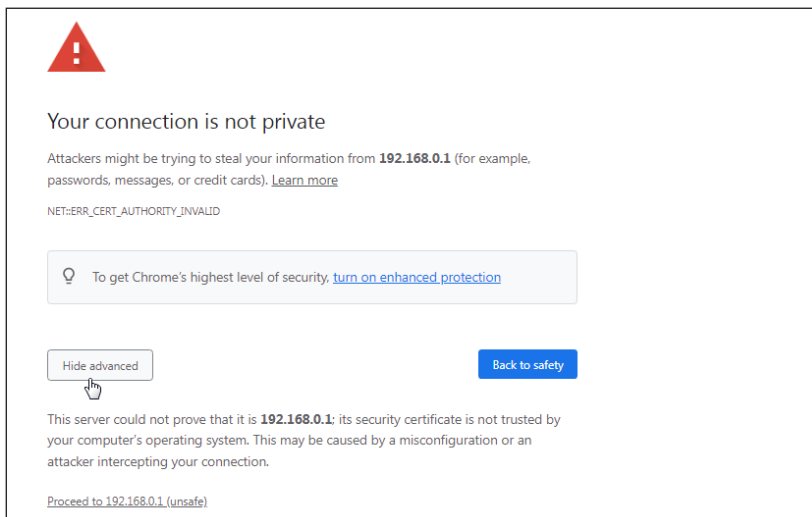 Your connection is not private
Attackers might be trying to steal your information from 192.168.0.1 (for example,
passwords, messages, or credit cards). Learn more
NET::ERR_CERT_AUTHORITY_INVALID
To get Chrome's highest level of security, turn on enhanced protection
Hide advanced
Back to safety
This server could not prove that it is 192.168.0.1; its security certificate is not trusted by
your computer's operating system. This may be caused by a misconfiguration or an
attacker intercepting your connection.
Proceed to 192.168.0.1 (unsafe)